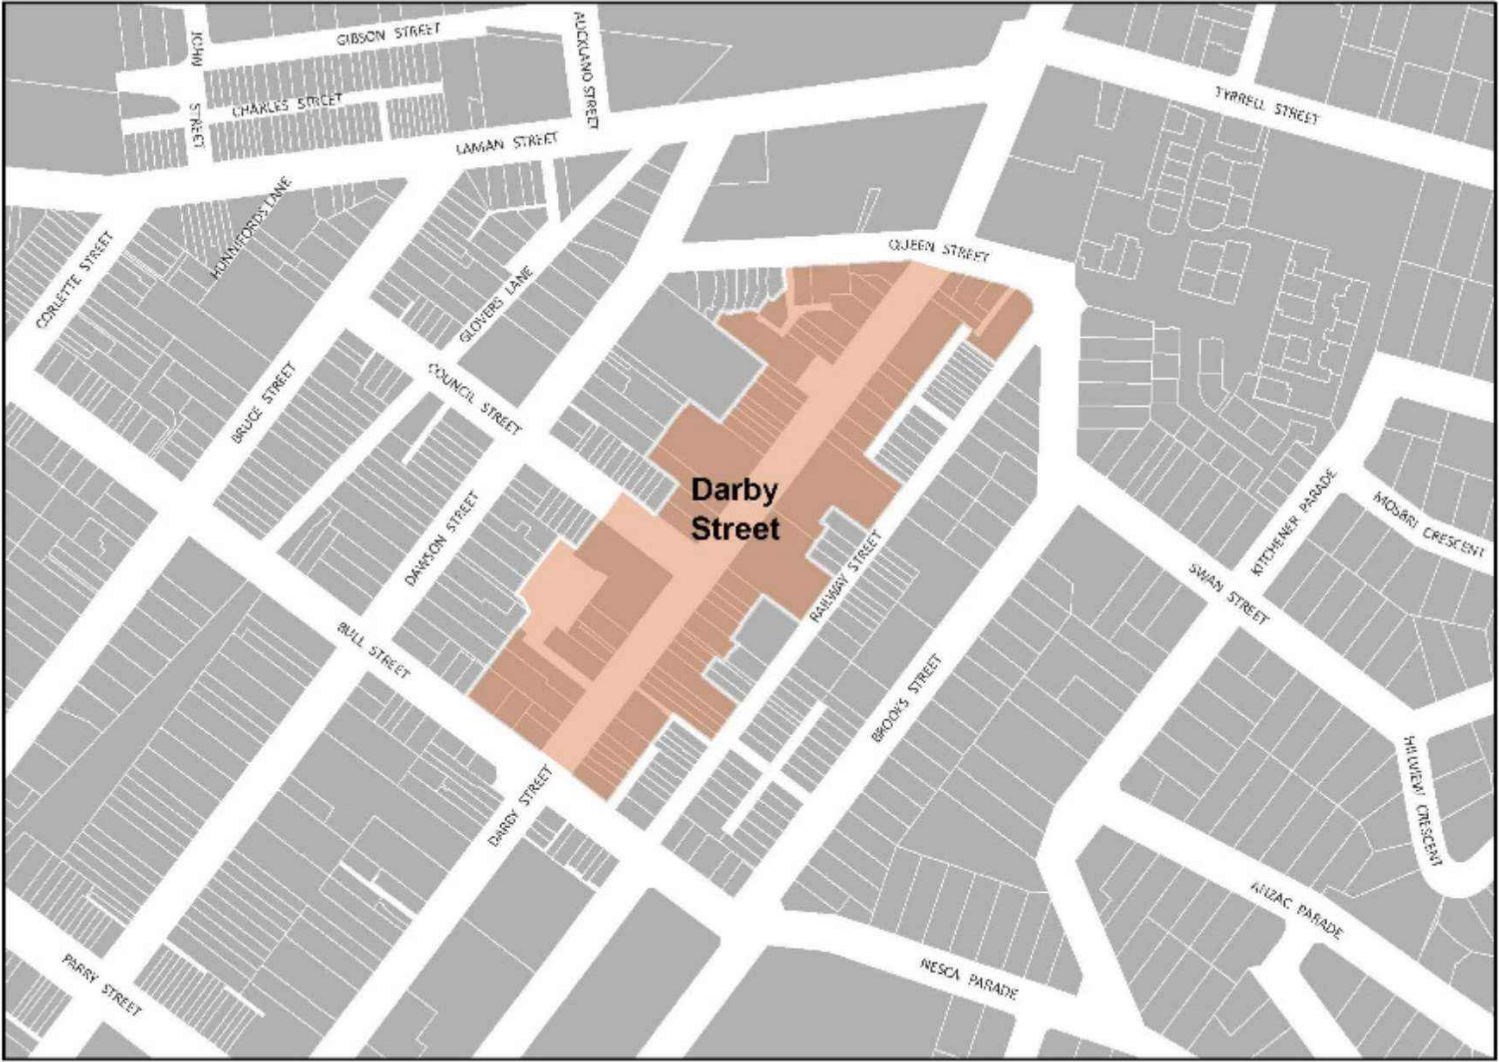 GIBSON STREET
JOHN STREET
AUCKLAND STREET
CHARLES STREET
LAMAN STREET
TYRRELL STREET
HUNNIFORDS LANE
CORLETTE STREET
QUEEN STREET
GLOVERS LANE
BRUCE STREET
COUNCIL STREET
Darby
Street
DAWSON STREET
KITCHENER PARADE
MOSBRI CRESCENT
RAILWAY STREET
SWAN STREET
BULL STREET
BROOKS STREET
DARBY STREET
HILLVIEW CRESCENT
ANZAC PARADE
PARRY STREET
NESCA PARADE